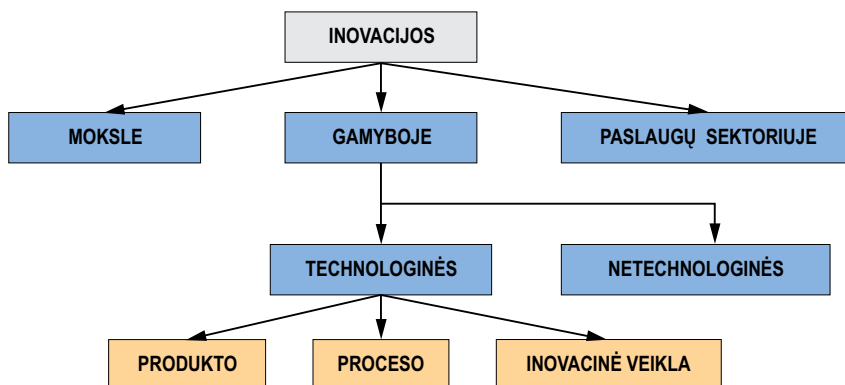 INOVACIJOS
MOKSLE
GAMYBOJE
PASLAUGŲ SEKTORIUJE
TECHNOLOGINĖS
NETECHNOLOGINĖS
PRODUKTO
PROCESO
INOVACINĖ VEIKLA